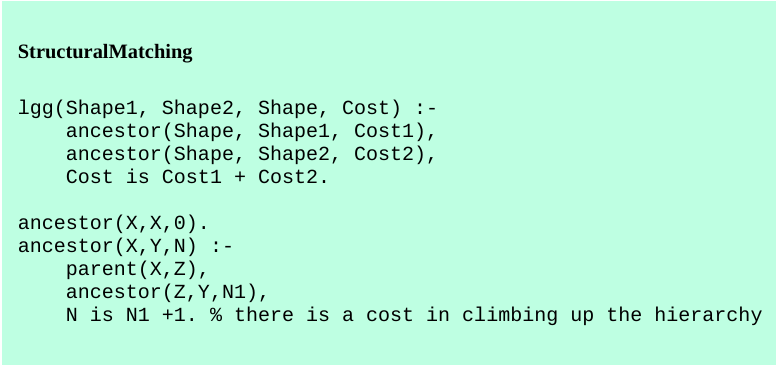 StructuralMatching
lgg(Shape1, Shape2, Shape, Cost) :-
    ancestor(Shape, Shape1, Cost1),
    ancestor(Shape, Shape2, Cost2),
    Cost is Cost1 + Cost2.
ancestor(X,X,0).
ancestor(X,Y,N) :-
    parent(X,Z),
    ancestor(Z,Y,N1),
    N is N1 +1. % there is a cost in climbing up the hierarchy